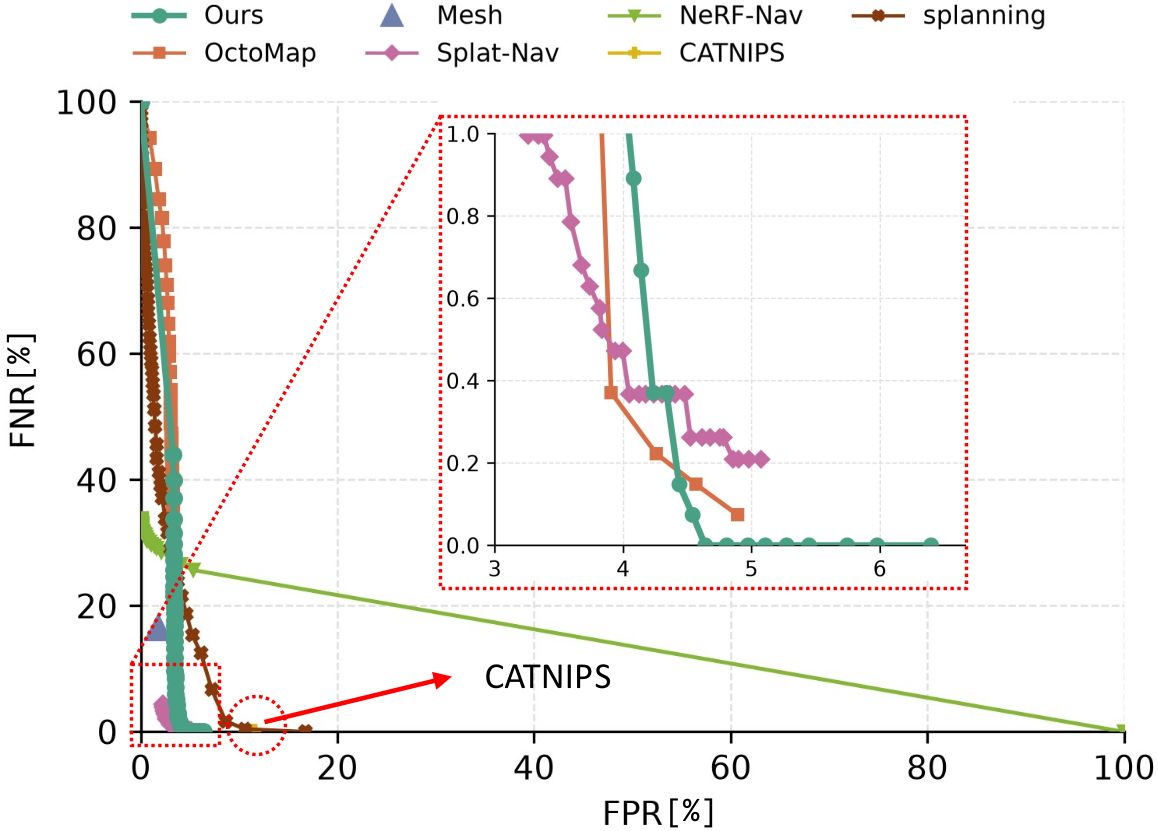 Ours Mesh NeRF-Nav splanning
OctoMap Splat-Nav CATNIPS
100
80
60
40
20
0
FNR[%]
1.0
0.8
0.6
0.4
0.2
0.0
3 4 5 6
CATNIPS
0 20 40 60 80 100
FPR[%]